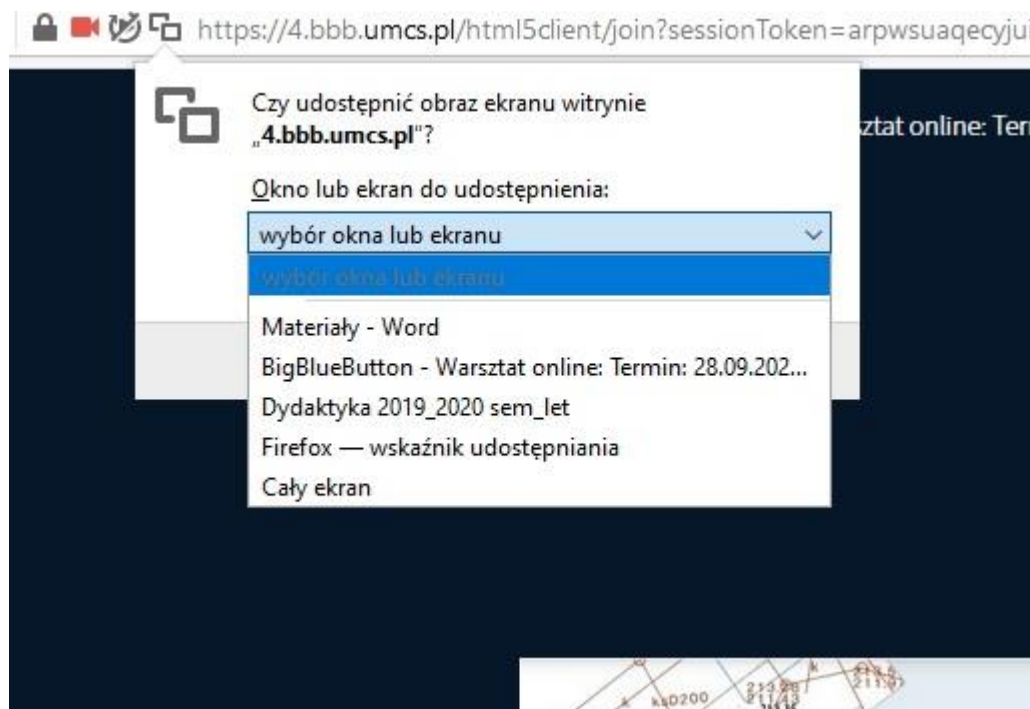 https://4.bbb.umcs.pl/html5client/join?sessionToken=arpwsuaqecyju
Czy udostępnić obraz ekranu witrynie
„4.bbb.umcs.pl”?
ztat online: Ter
Okno lub ekran do udostępnienia:
wybór okna lub ekranu
wybór okna lub ekranu
Materiały - Word
BigBlueButton - Warsztat online: Termin: 28.09.202...
Dydaktyka 2019_2020 sem_let
Firefox — wskaźnik udostępniania
Cały ekran
k
k
ksD200